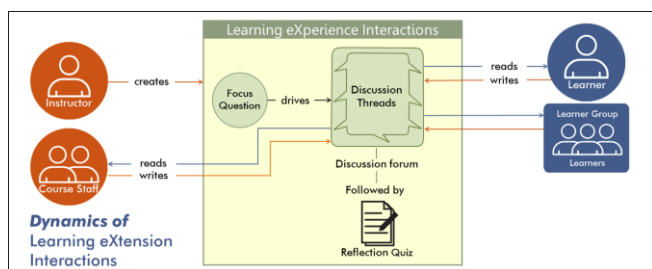 Learning eXperience Interactions
Instructor
creates
Focus
Question
drives
Discussion
Threads
reads
writes
Learner
Learner Group
Learners
reads
writes
Course Staff
Discussion forum
Followed by
Reflection Quiz
Dynamics of
Learning eXtension
Interactions